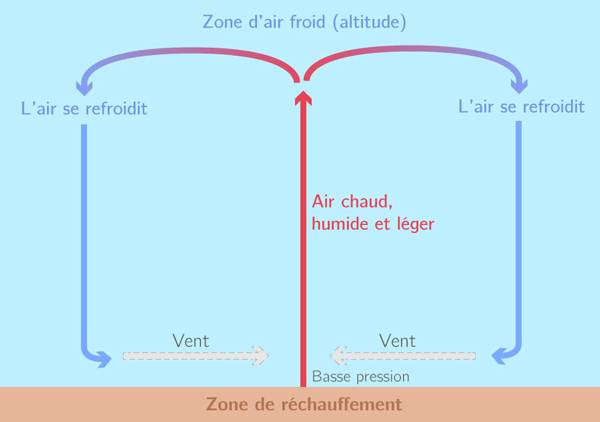 Zone d'air froid (altitude)
L'air se refroidit
L'air se refroidit
Air chaud,
humide et léger
Vent
Vent
Basse pression
Zone de réchauffement